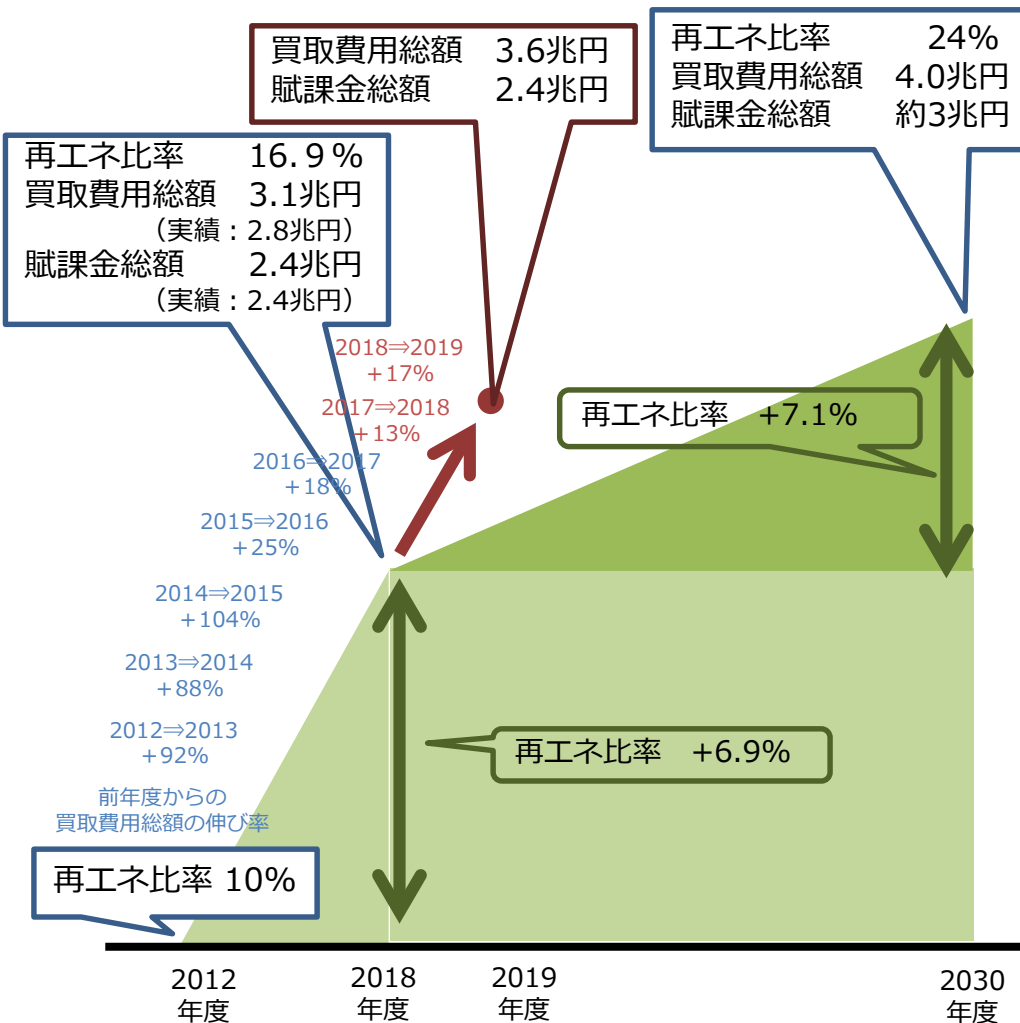 買取費用総額 3.6兆円
賦課金総額 2.4兆円
再エネ比率 24%
買取費用総額 4.0兆円
賦課金総額 約3兆円
再エネ比率 16.9%
買取費用総額 3.1兆円
（実績：2.8兆円）
賦課金総額 2.4兆円
（実績：2.4兆円）
2018⇒2019
+17%
2017⇒2018
+13%
2016⇒2017
+18%
2015⇒2016
+25%
2014⇒2015
+104%
2013⇒2014
+88%
2012⇒2013
+92%
前年度からの
買取費用総額の伸び率
再エネ比率 +7.1%
再エネ比率 +6.9%
再エネ比率 10%
2012
年度
2018
年度
2019
年度
2030
年度